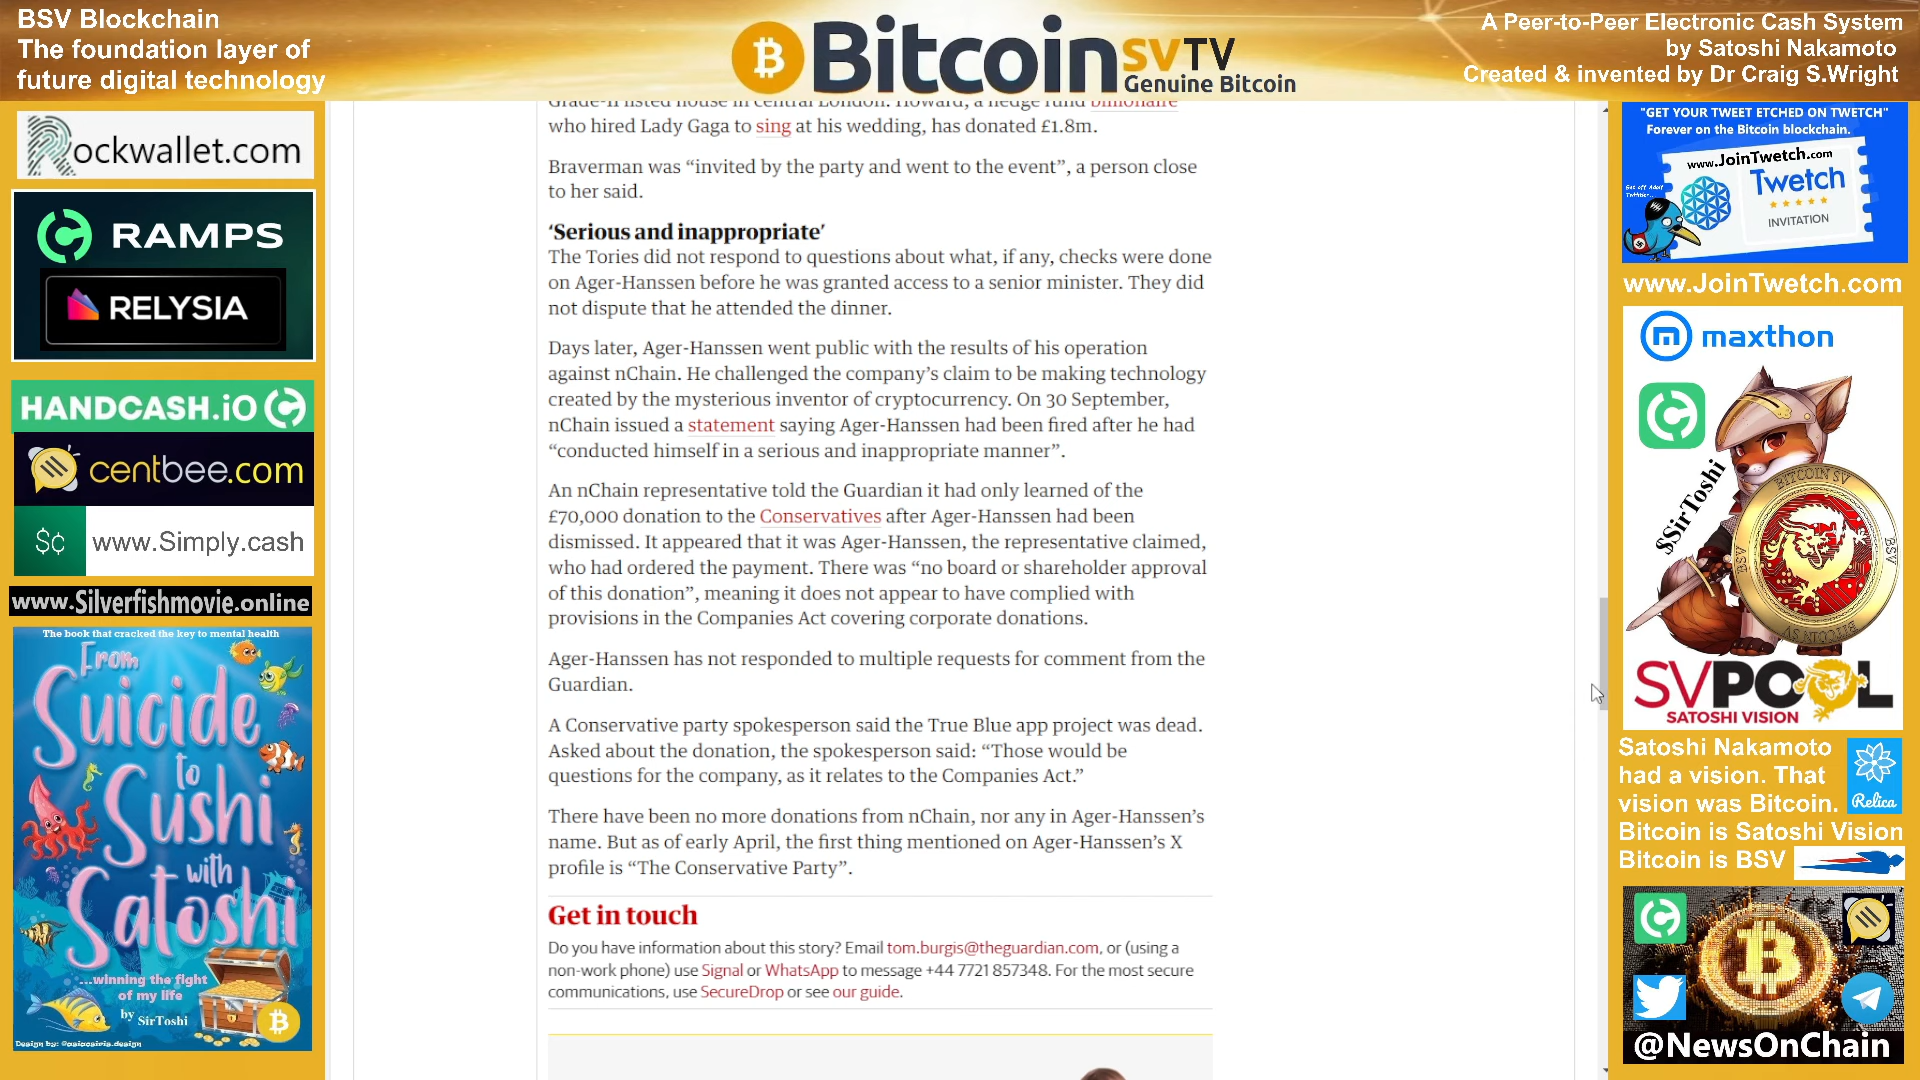 BSV Blockchain
The foundation layer of
future digital technology
Bitcoin SVTV
Genuine Bitcoin
A Peer-to-Peer Electronic Cash System
by Satoshi Nakamoto
Created & invented by Dr Craig S.Wright
Rockwallet.com
RAMPS
RELYSIA
HANDCASH.iO
centbee.com
$¢ www.Simply.cash
www.Silverfishmovie.online
The book that cracked the key to mental health
From
Suicide
to
Sushi
with
Satoshi
...winning the fight
of my life
by SirToshi
Grade-II listed house in central London. Howard, a hedge fund billionaire
who hired Lady Gaga to sing at his wedding, has donated £1.8m.
Braverman was “invited by the party and went to the event”, a person close
to her said.
‘Serious and inappropriate’
The Tories did not respond to questions about what, if any, checks were done
on Ager-Hanssen before he was granted access to a senior minister. They did
not dispute that he attended the dinner.
Days later, Ager-Hanssen went public with the results of his operation
against nChain. He challenged the company’s claim to be making technology
created by the mysterious inventor of cryptocurrency. On 30 September,
nChain issued a statement saying Ager-Hanssen had been fired after he had
“conducted himself in a serious and inappropriate manner”.
An nChain representative told the Guardian it had only learned of the
£70,000 donation to the Conservatives after Ager-Hanssen had been
dismissed. It appeared that it was Ager-Hanssen, the representative claimed,
who had ordered the payment. There was “no board or shareholder approval
of this donation”, meaning it does not appear to have complied with
provisions in the Companies Act covering corporate donations.
Ager-Hanssen has not responded to multiple requests for comment from the
Guardian.
A Conservative party spokesperson said the True Blue app project was dead.
Asked about the donation, the spokesperson said: “Those would be
questions for the company, as it relates to the Companies Act.”
There have been no more donations from nChain, nor any in Ager-Hanssen’s
name. But as of early April, the first thing mentioned on Ager-Hanssen’s X
profile is “The Conservative Party”.
Get in touch
Do you have information about this story? Email tom.burgis@theguardian.com, or (using a
non-work phone) use Signal or WhatsApp to message +44 7721 857348. For the most secure
communications, use SecureDrop or see our guide.
"GET YOUR TWEET ETCHED ON TWETCH"
Forever on the Bitcoin blockchain.
www.JoinTwetch.com
Twetch
INVITATION
www.JoinTwetch.com
maxthon
$SirToshi
BITCOIN SV
BSV
BITCOIN SV
BSV
SVPOOL
SATOSHI VISION
Satoshi Nakamoto
had a vision. That
vision was Bitcoin.
Relica
Bitcoin is Satoshi Vision
Bitcoin is BSV
@NewsOnChain